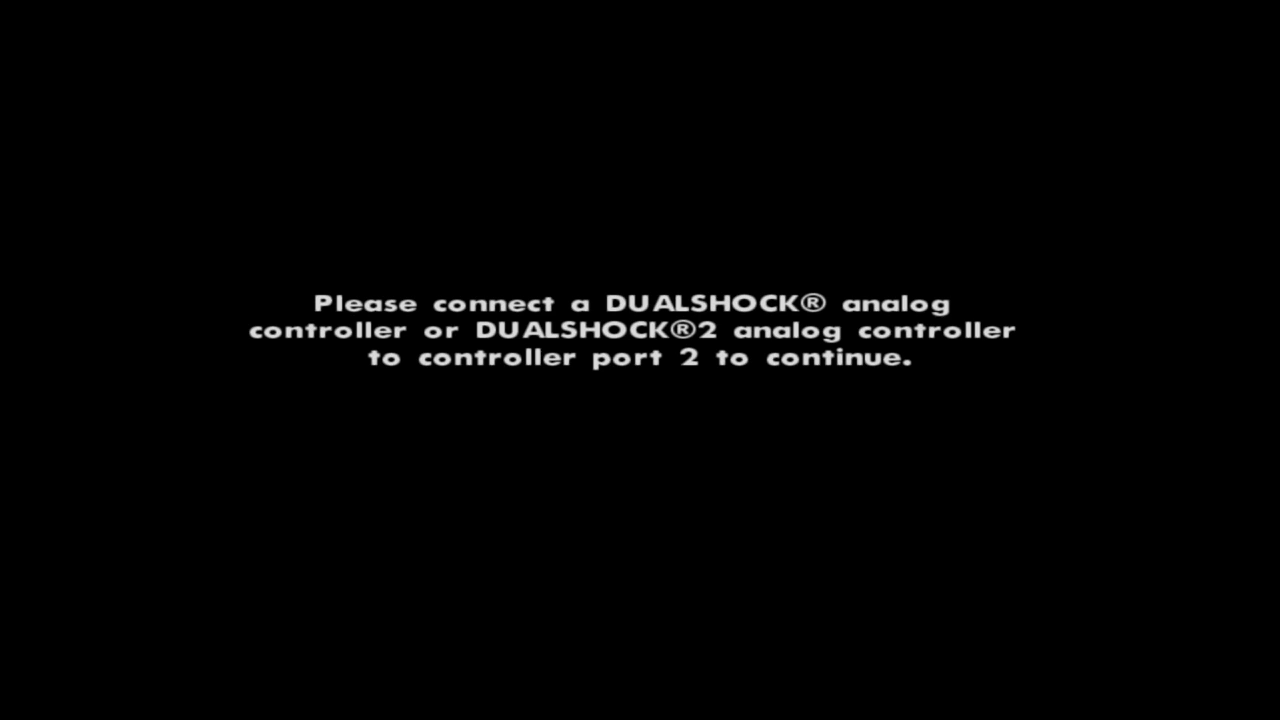 Please connect a DUALSHOCK® analog
controller or DUALSHOCK®2 analog controller
to controller port 2 to continue.